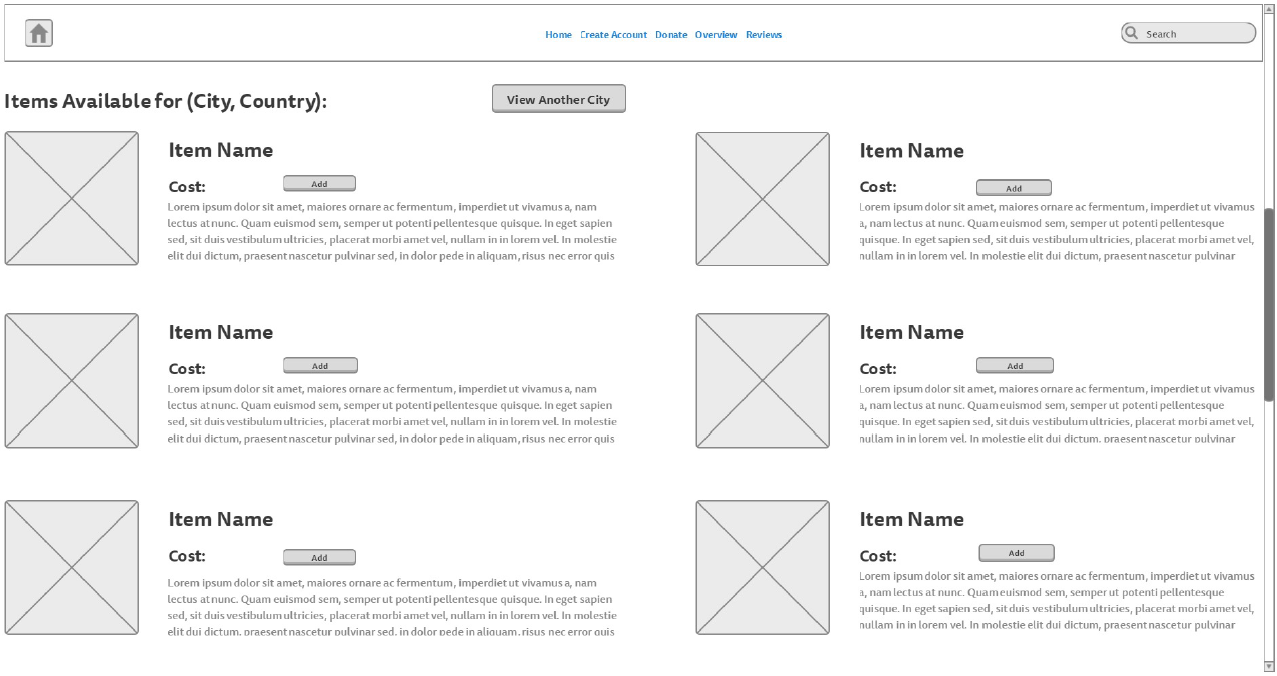 Home Create Account Donate Overview Reviews
Search
Items Available for (City, Country):
View Another City
Item Name
Cost:
Add
Lorem ipsum dolor sit amet, maiores ornare ac fermentum, imperdiet ut vivamus a, nam
lectus at nunc. Quam euismod sem, semper ut potenti pellentesque quisque. In eget sapien
sed, sit duis vestibulum ultricies, placerat morbi amet vel, nullam in in lorem vel. In molestie
elit dui dictum, praesent nascetur pulvinar sed, in dolor pede in aliquam, risus nec error quis
Item Name
Cost:
Add
Lorem ipsum dolor sit amet, maiores ornare ac fermentum, imperdiet ut vivamus
a, nam lectus at nunc. Quam euismod sem, semper ut potenti pellentesque
quisque. In eget sapien sed, sit duis vestibulum ultricies, placerat morbi amet vel,
nullam in in lorem vel. In molestie elit dui dictum, praesent nascetur pulvinar
Item Name
Cost:
Add
Lorem ipsum dolor sit amet, maiores ornare ac fermentum, imperdiet ut vivamus a, nam
lectus at nunc. Quam euismod sem, semper ut potenti pellentesque quisque. In eget sapien
sed, sit duis vestibulum ultricies, placerat morbi amet vel, nullam in in lorem vel. In molestie
elit dui dictum, praesent nascetur pulvinar sed, in dolor pede in aliquam, risus nec error quis
Item Name
Cost:
Add
Lorem ipsum dolor sit amet, maiores ornare ac fermentum, imperdiet ut vivamus
a, nam lectus at nunc. Quam euismod sem, semper ut potenti pellentesque
quisque. In eget sapien sed, sit duis vestibulum ultricies, placerat morbi amet vel,
nullam in in lorem vel. In molestie elit dui dictum, praesent nascetur pulvinar
Item Name
Cost:
Add
Lorem ipsum dolor sit amet, maiores ornare ac fermentum, imperdiet ut vivamus a, nam
lectus at nunc. Quam euismod sem, semper ut potenti pellentesque quisque. In eget sapien
sed, sit duis vestibulum ultricies, placerat morbi amet vel, nullam in in lorem vel. In molestie
elit dui dictum, praesent nascetur pulvinar sed, in dolor pede in aliquam, risus nec error quis
Item Name
Cost:
Add
Lorem ipsum dolor sit amet, maiores ornare ac fermentum, imperdiet ut vivamus
a, nam lectus at nunc. Quam euismod sem, semper ut potenti pellentesque
quisque. In eget sapien sed, sit duis vestibulum ultricies, placerat morbi amet vel,
nullam in in lorem vel. In molestie elit dui dictum, praesent nascetur pulvinar